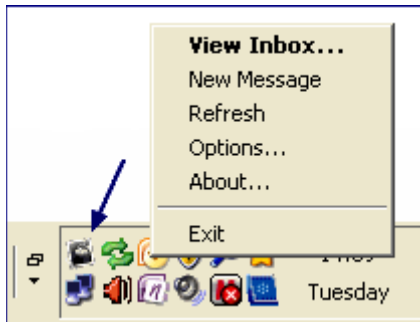 View Inbox...
New Message
Refresh
Options...
About...
Exit
Tuesday